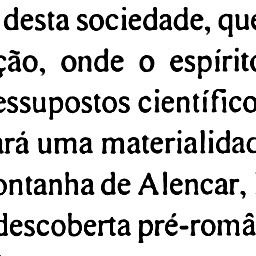 desta sociedade, que
ção, onde o espírito
essupostos científico
ará uma materialidad
ontanha de Alencar,
descoberta pré-româ